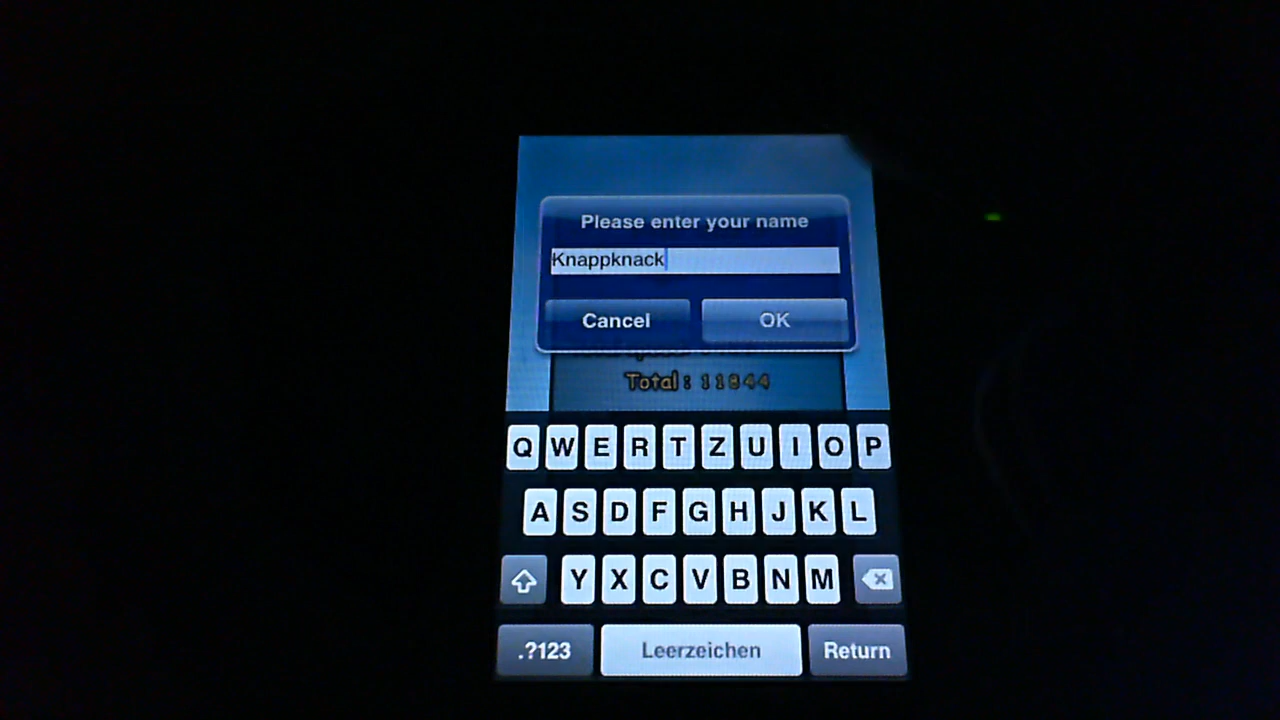 Please enter your name
Knappknack
Cancel OK
Total: 11844
Q W E R T Z U I O P
A S D F G H J K L
Y X C V B N M
.?123 Leerzeichen Return